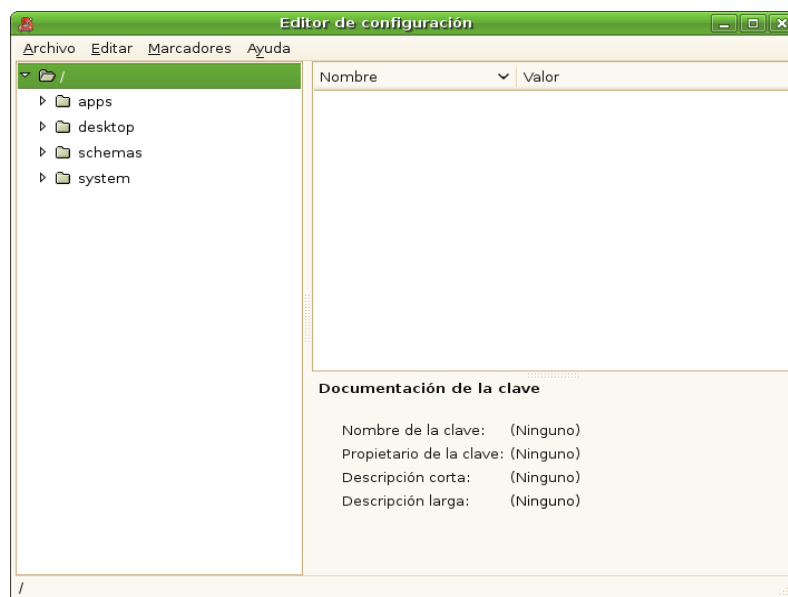 Editor de configuración
Archivo Editar Marcadores Ayuda
/
apps
desktop
schemas
system
Nombre Valor
Documentación de la clave
Nombre de la clave: (Ninguno)
Propietario de la clave: (Ninguno)
Descripción corta: (Ninguno)
Descripción larga: (Ninguno)
/